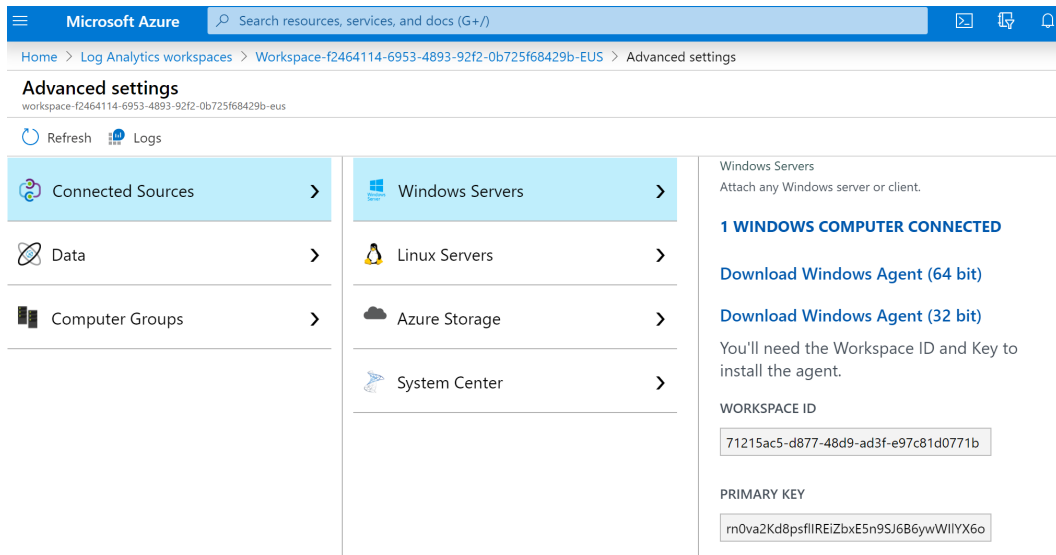 Microsoft Azure
Search resources, services, and docs (G+/)
Home > Log Analytics workspaces > Workspace-f2464114-6953-4893-92f2-0b725f68429b-EUS > Advanced settings
Advanced settings
workspace-f2464114-6953-4893-92f2-0b725f68429b-eus
Refresh Logs
Connected Sources
Data
Computer Groups
Windows Servers
Linux Servers
Azure Storage
System Center
Windows Servers
Attach any Windows server or client.
1 WINDOWS COMPUTER CONNECTED
Download Windows Agent (64 bit)
Download Windows Agent (32 bit)
You'll need the Workspace ID and Key to
install the agent.
WORKSPACE ID
71215ac5-d877-48d9-ad3f-e97c81d0771b
PRIMARY KEY